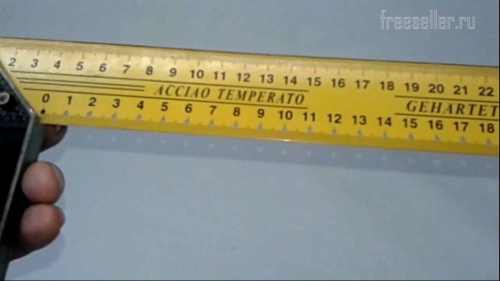 freeseller.ru
2 3 4 5 6 7 8 9 10 11 12 13 14 15 16 17 18 19 20 21 22
ACCIAO TEMPERATO GEHARTET
0 1 2 3 4 5 6 7 8 9 10 11 12 13 14 15 16 17 18